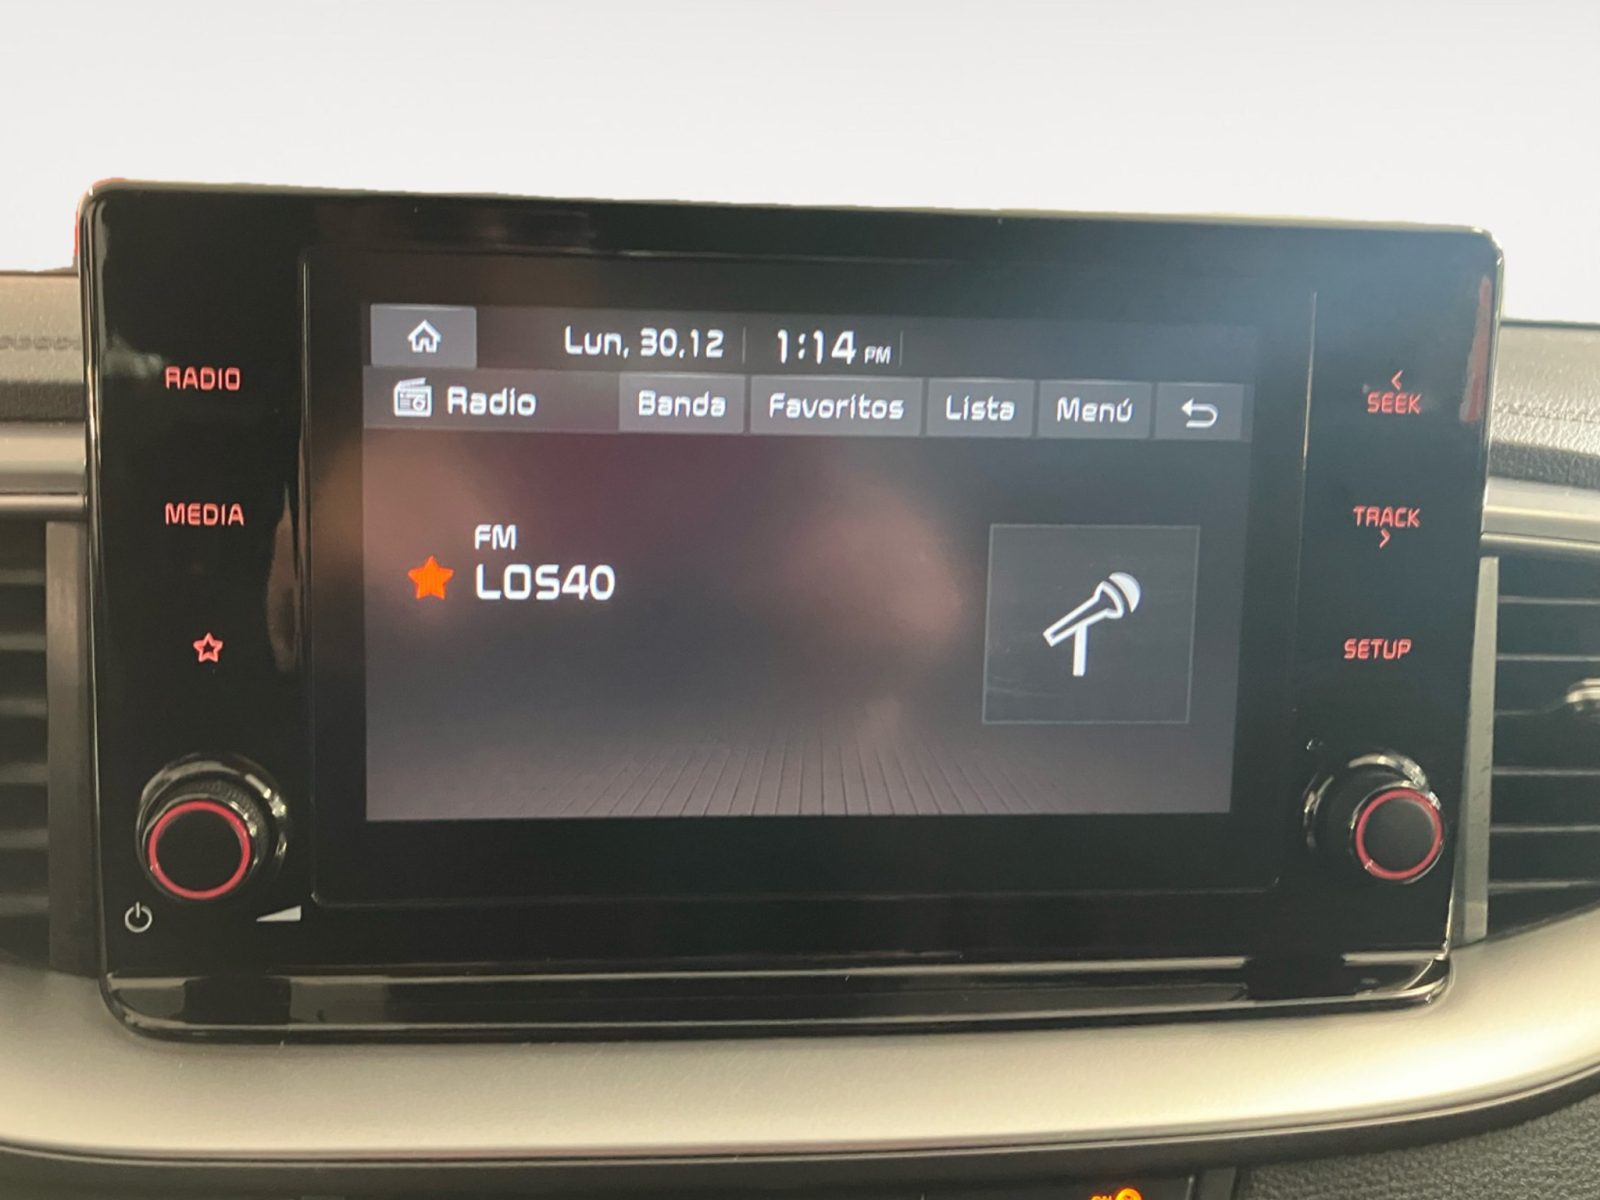 Lun, 30.12 1:14 PM
Radio Banda Favoritos Lista Menú
FM
LOS40
RADIO
MEDIA
SEEK
TRACK
SETUP